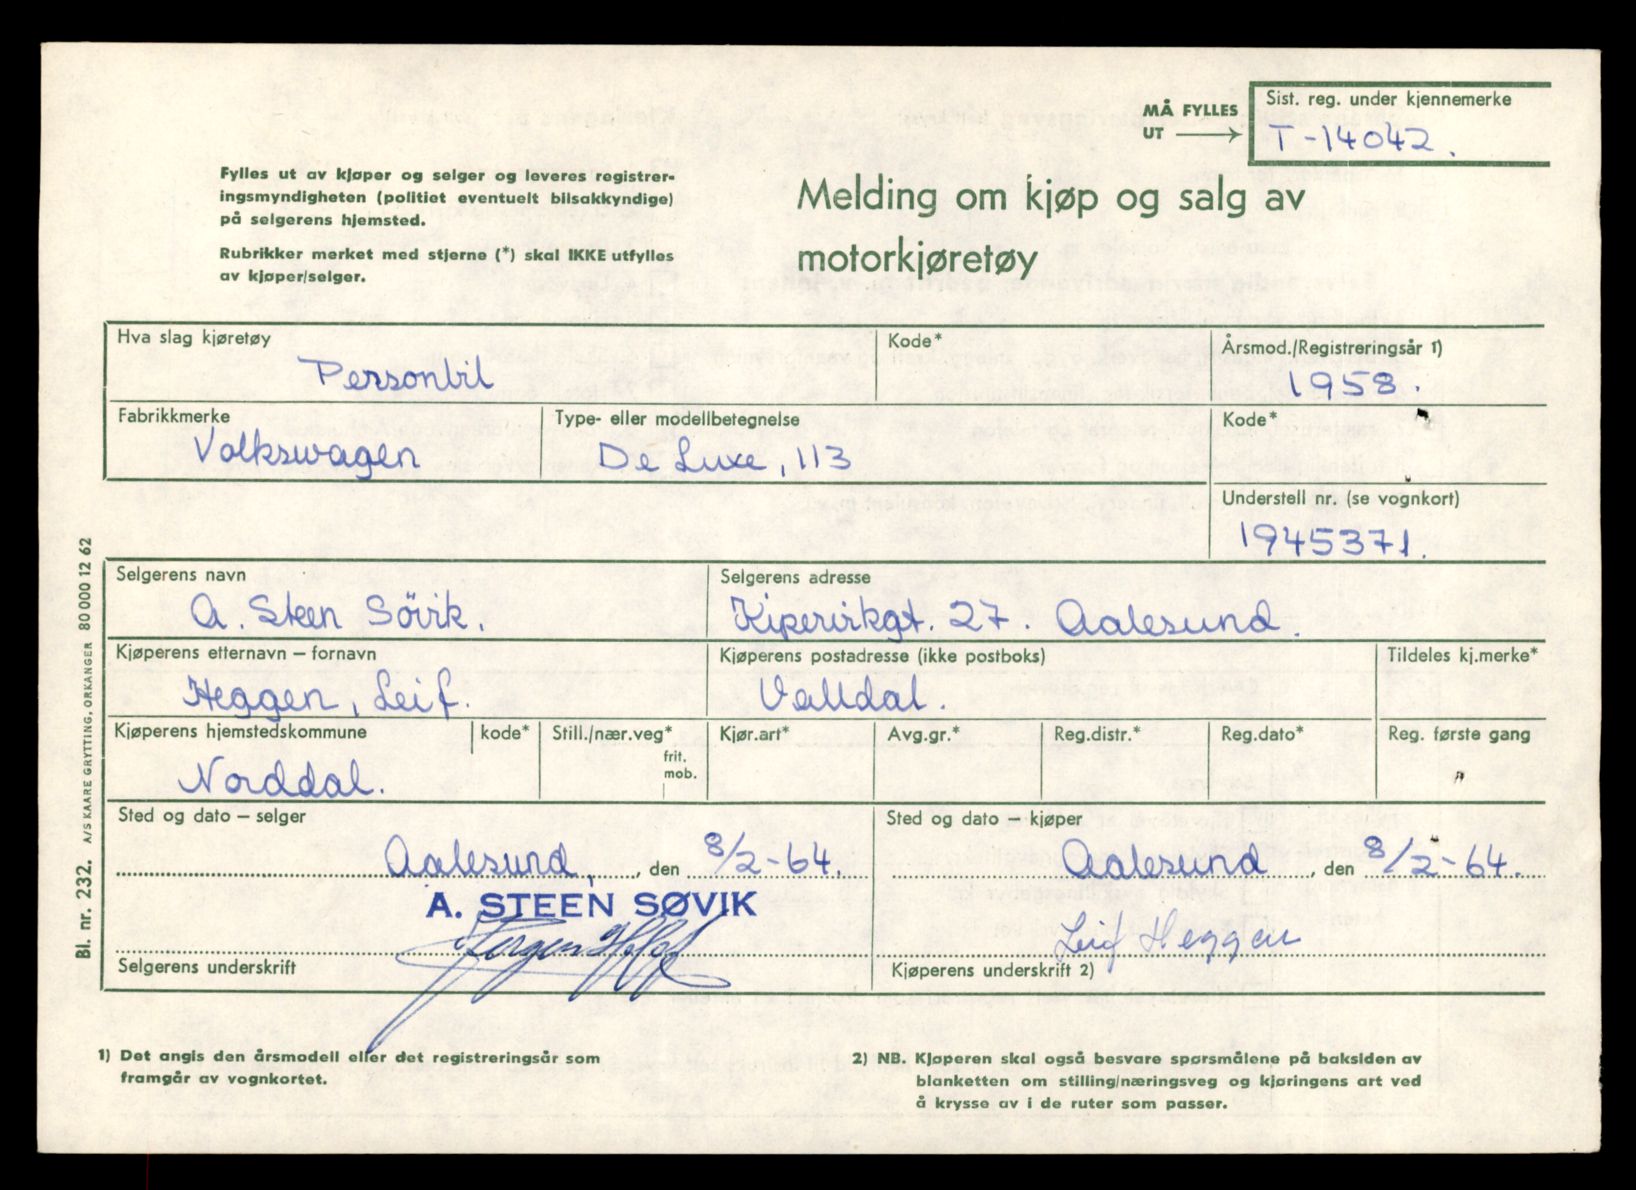 MÅ FYLLES
UT
Sist. reg. under kjennemerke
T-14042.
Fylles ut av kjøper og selger og leveres registrer-
ingsmyndigheten (politiet eventuelt bilsakkyndige)
på selgerens hjemsted.
Rubrikker merket med stjerne (*) skal IKKE utfylles
av kjøper/selger.
Melding om kjøp og salg av
motorkjøretøy
Hva slag kjøretøy
Personbil
Kode*
Årsmod./Registreringsår 1)
1958.
Fabrikkmerke
Volkswagen
Type- eller modellbetegnelse
De Luxe, 113
Kode*
Understell nr. (se vognkort)
1945371.
Selgerens navn
A. Steen Sövik.
Selgerens adresse
Kipervikgt. 27. Aalesund.
Kjøperens etternavn – fornavn
Heggen, Leif.
Kjøperens postadresse (ikke postboks)
Valldal.
Tildeles kj.merke*
Kjøperens hjemstedskommune
Norddal.
kode*
Still./nær.veg*
frit.
mob.
Kjør.art*
Avg.gr.*
Reg.distr.*
Reg.dato*
Reg. første gang
"
Sted og dato – selger
Aalesund, , den 8/2-64.
A. STEEN SØVIK
Selgerens underskrift
Sted og dato – kjøper
Aalesund , den 8/2-64.
Leif Heggen
Kjøperens underskrift 2)
1) Det angis den årsmodell eller det registreringsår som
framgår av vognkortet.
2) NB. Kjøperen skal også besvare spørsmålene på baksiden av
blanketten om stilling/næringsveg og kjøringens art ved
å krysse av i de ruter som passer.
Bl. nr. 232. A/S KAARE GRYTTING, ORKANGER 80 000 12 62